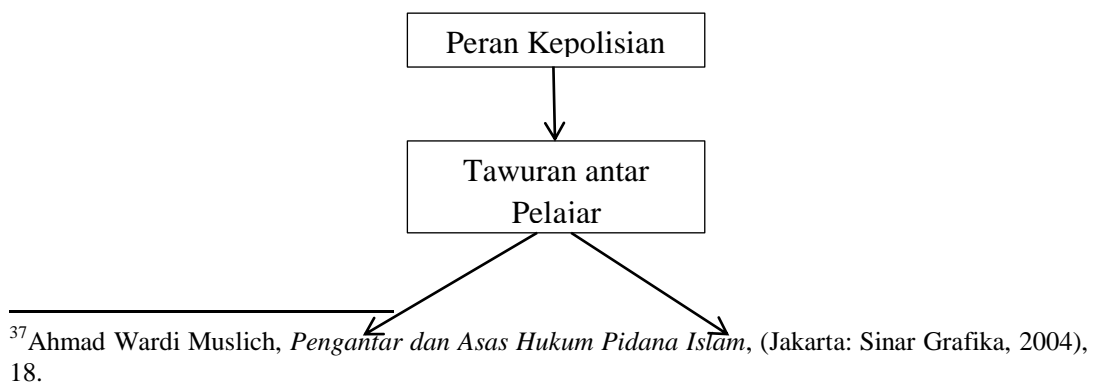 Peran Kepolisian
Tawuran antar
Pelajar
37Ahmad Wardi Muslich, Pengantar dan Asas Hukum Pidana Islam, (Jakarta: Sinar Grafika, 2004),
18.